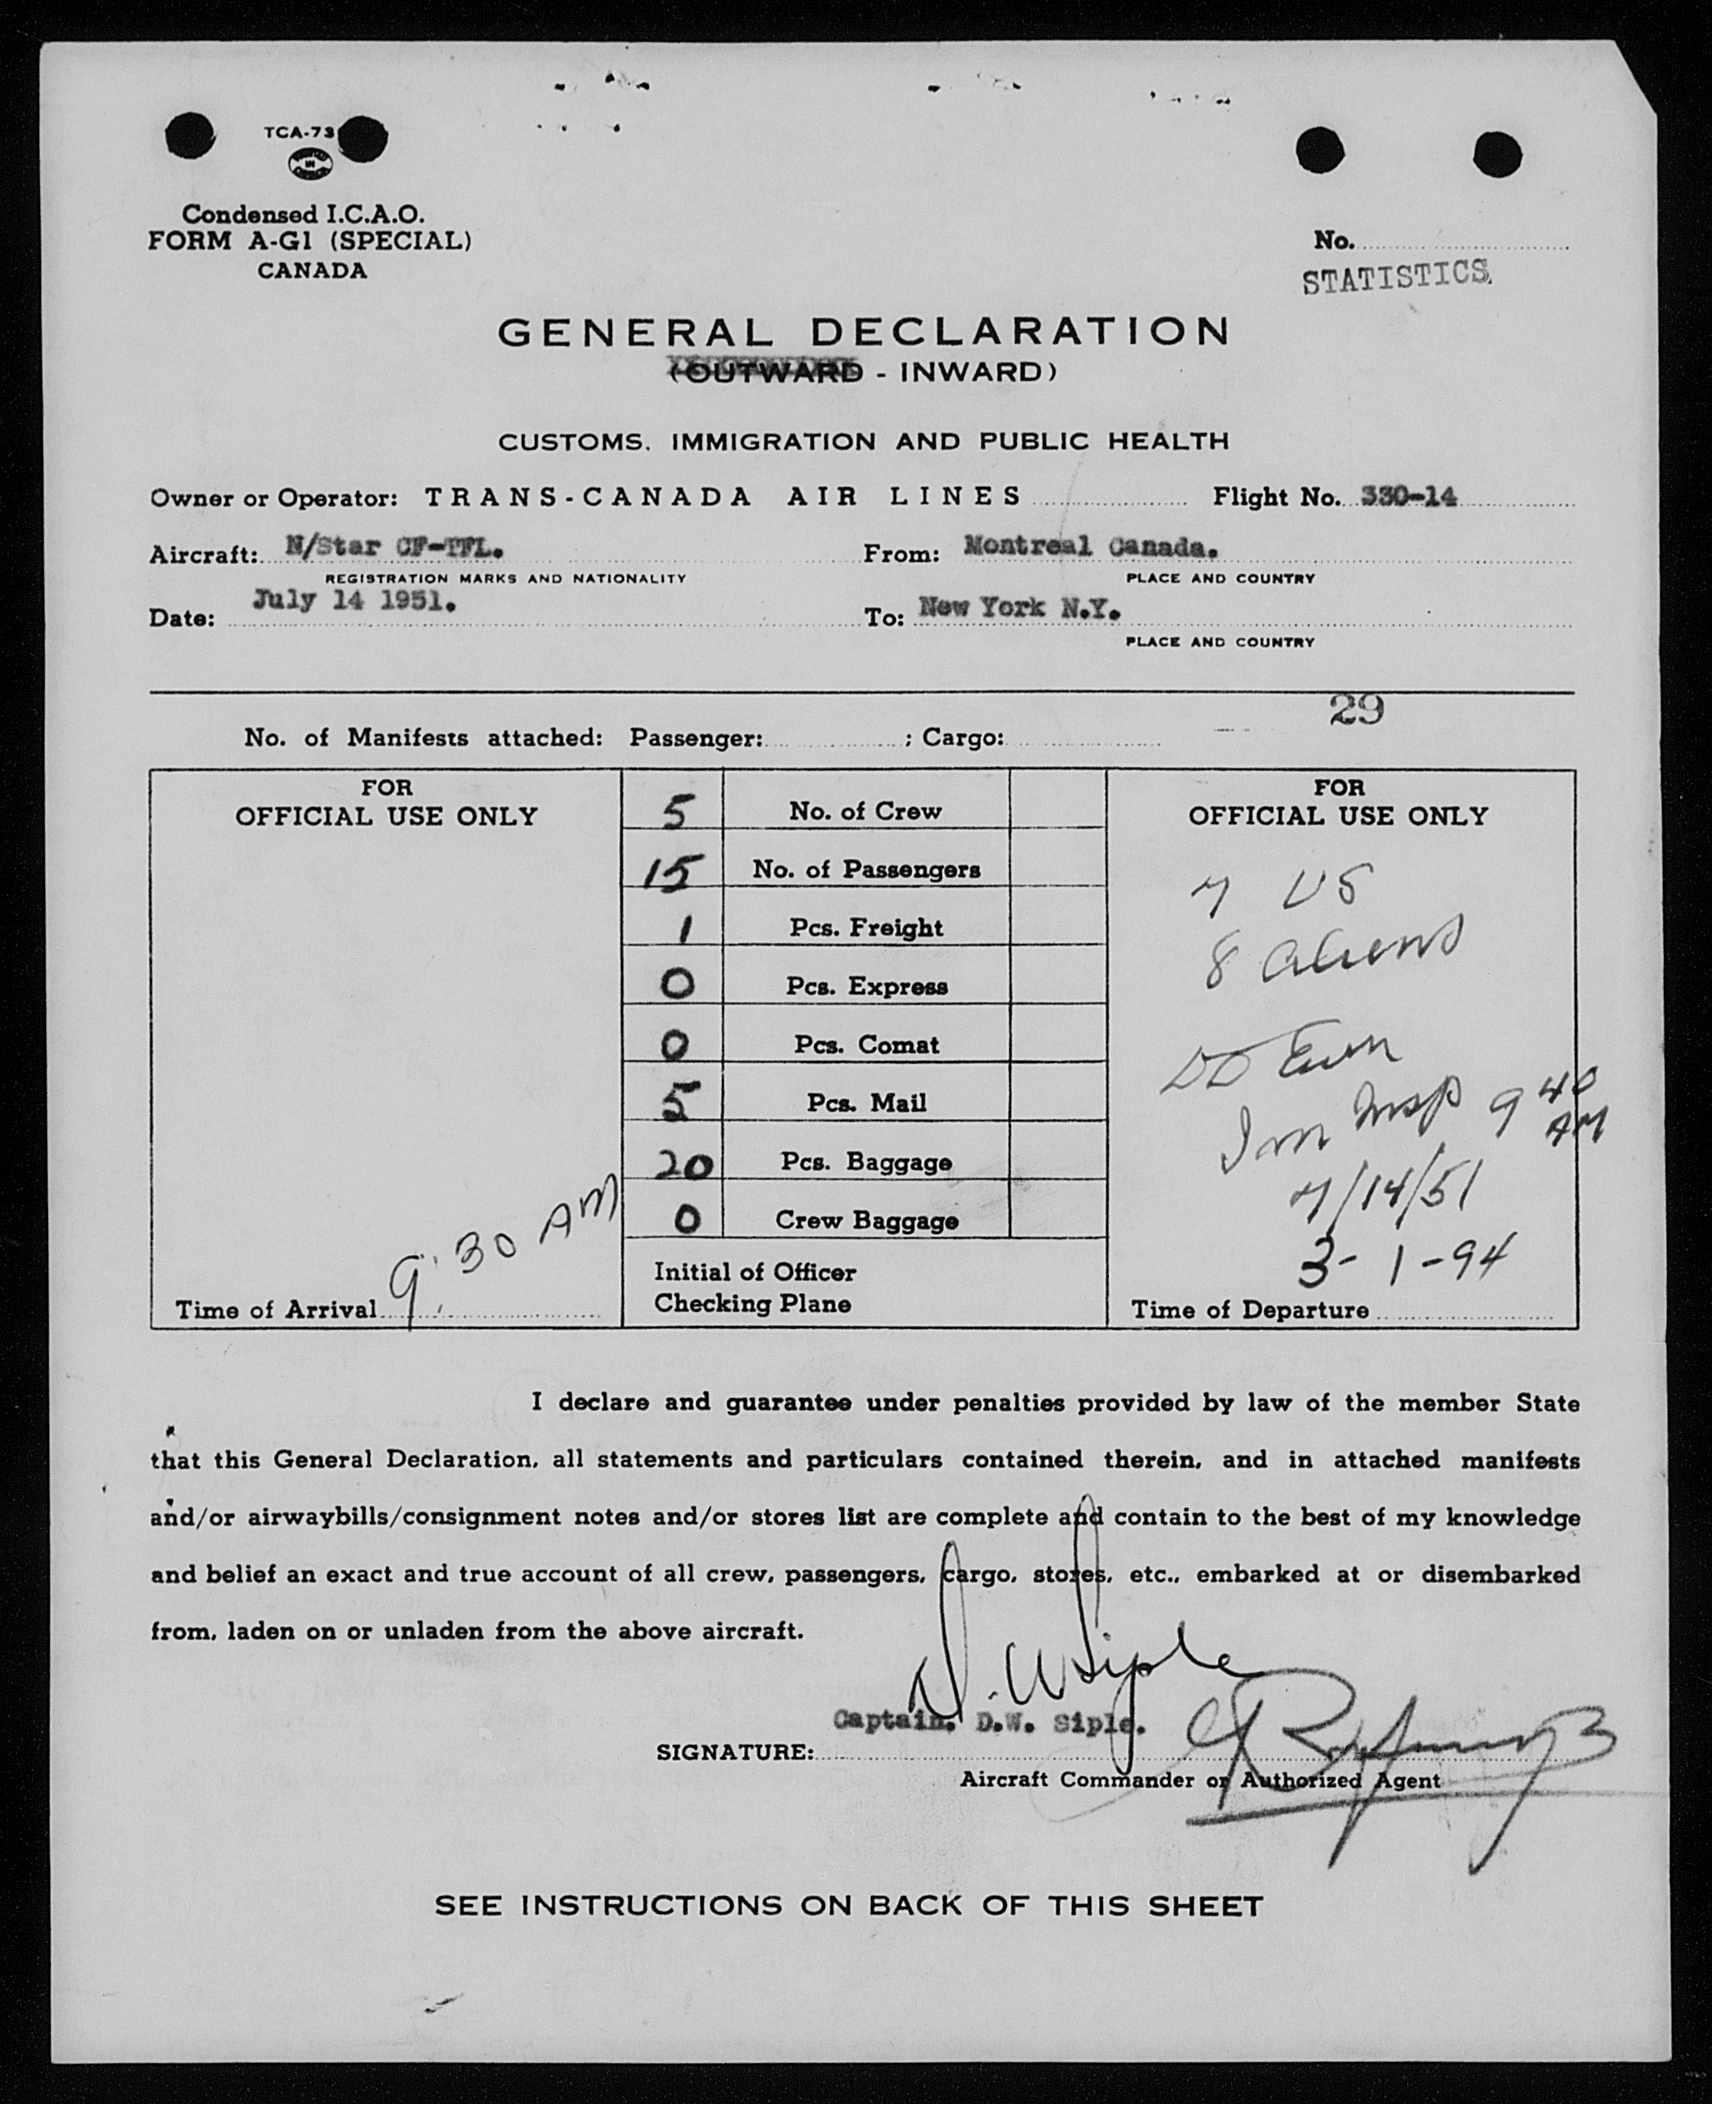 TCA-73
Condensed I.C.A.O.
FORM A-G1 (SPECIAL)
CANADA
No.
STATISTICS
GENERAL DECLARATION
(OUTWARD - INWARD)
CUSTOMS. IMMIGRATION AND PUBLIC HEALTH
Owner or Operator: TRANS-CANADA AIR LINES Flight No. 330-14
Aircraft: N/Star CF-TFL. From: Montreal Canada.
REGISTRATION MARKS AND NATIONALITY PLACE AND COUNTRY
Date: July 14 1951. To: New York N.Y.
PLACE AND COUNTRY
29
No. of Manifests attached: Passenger: ; Cargo:
FOR
OFFICIAL USE ONLY
Time of Arrival 9:30 AM
5 No. of Crew
15 No. of Passengers
1 Pcs. Freight
0 Pcs. Express
0 Pcs. Comat
5 Pcs. Mail
20 Pcs. Baggage
0 Crew Baggage
Initial of Officer
Checking Plane
FOR
OFFICIAL USE ONLY
7 US
8 aliens
Imm Insp 9 40 AM
7/14/51
3-1-94
Time of Departure
I declare and guarantee under penalties provided by law of the member State
that this General Declaration, all statements and particulars contained therein, and in attached manifests
and/or airwaybills/consignment notes and/or stores list are complete and contain to the best of my knowledge
and belief an exact and true account of all crew, passengers, cargo, stores, etc., embarked at or disembarked
from, laden on or unladen from the above aircraft.
D. W Siple
Captain. D.W. Siple.
SIGNATURE:
Aircraft Commander or Authorized Agent
SEE INSTRUCTIONS ON BACK OF THIS SHEET